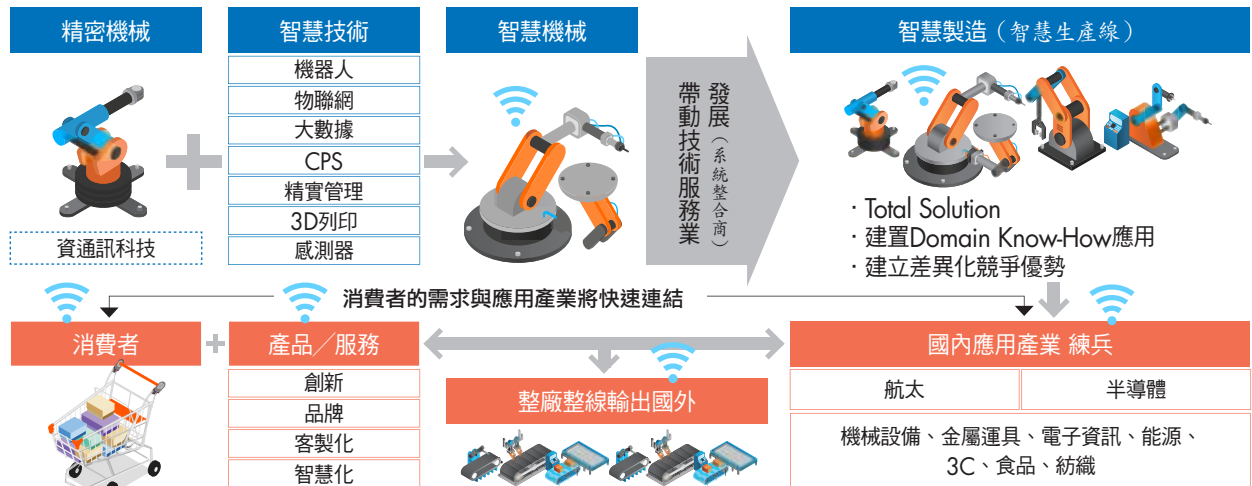 精密機械
資通訊科技
智慧技術
機器人
物聯網
大數據
CPS
精實管理
3D列印
感測器
智慧機械
發展（系統整合商）
帶動技術服務業
智慧製造（智慧生產線）
·Total Solution
·建置Domain Know-How應用
·建立差異化競爭優勢
消費者的需求與應用產業將快速連結
消費者
產品／服務
創新
品牌
客製化
智慧化
整廠整線輸出國外
國內應用產業 練兵
航太
半導體
機械設備、金屬運具、電子資訊、能源、
3C、食品、紡織